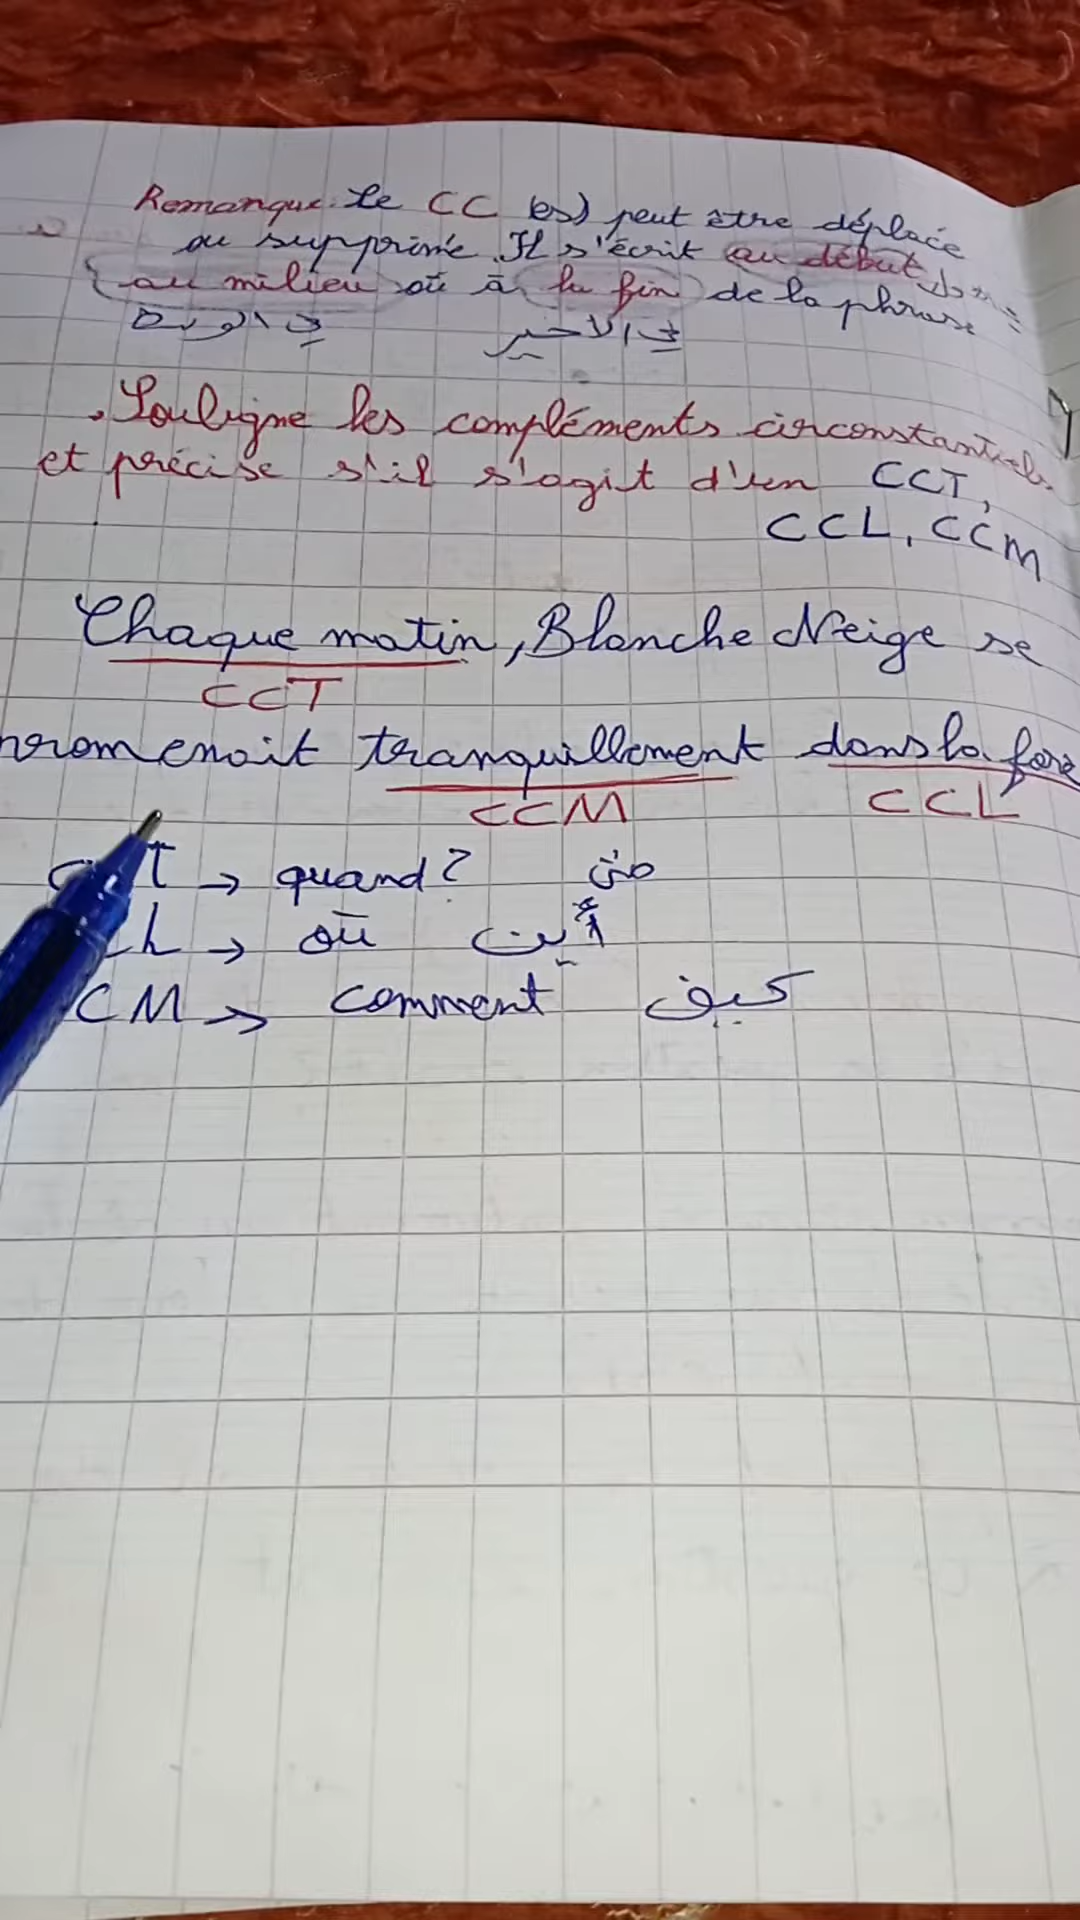 Remarque: Le CC (es) peut être déplacé
ou supprimé. Il s'écrit au début
au milieu où à la fin de la phrase
في الوسط في الأخير
. Souligne les compléments circonstanciels
et précise s'il s'agit d'un CCT,
CCL, CCM
Chaque matin, Blanche Neige se
CCT
promenait tranquillement dans la
CCM CCL
T → quand? متى
L → où أين
CM → comment كيف